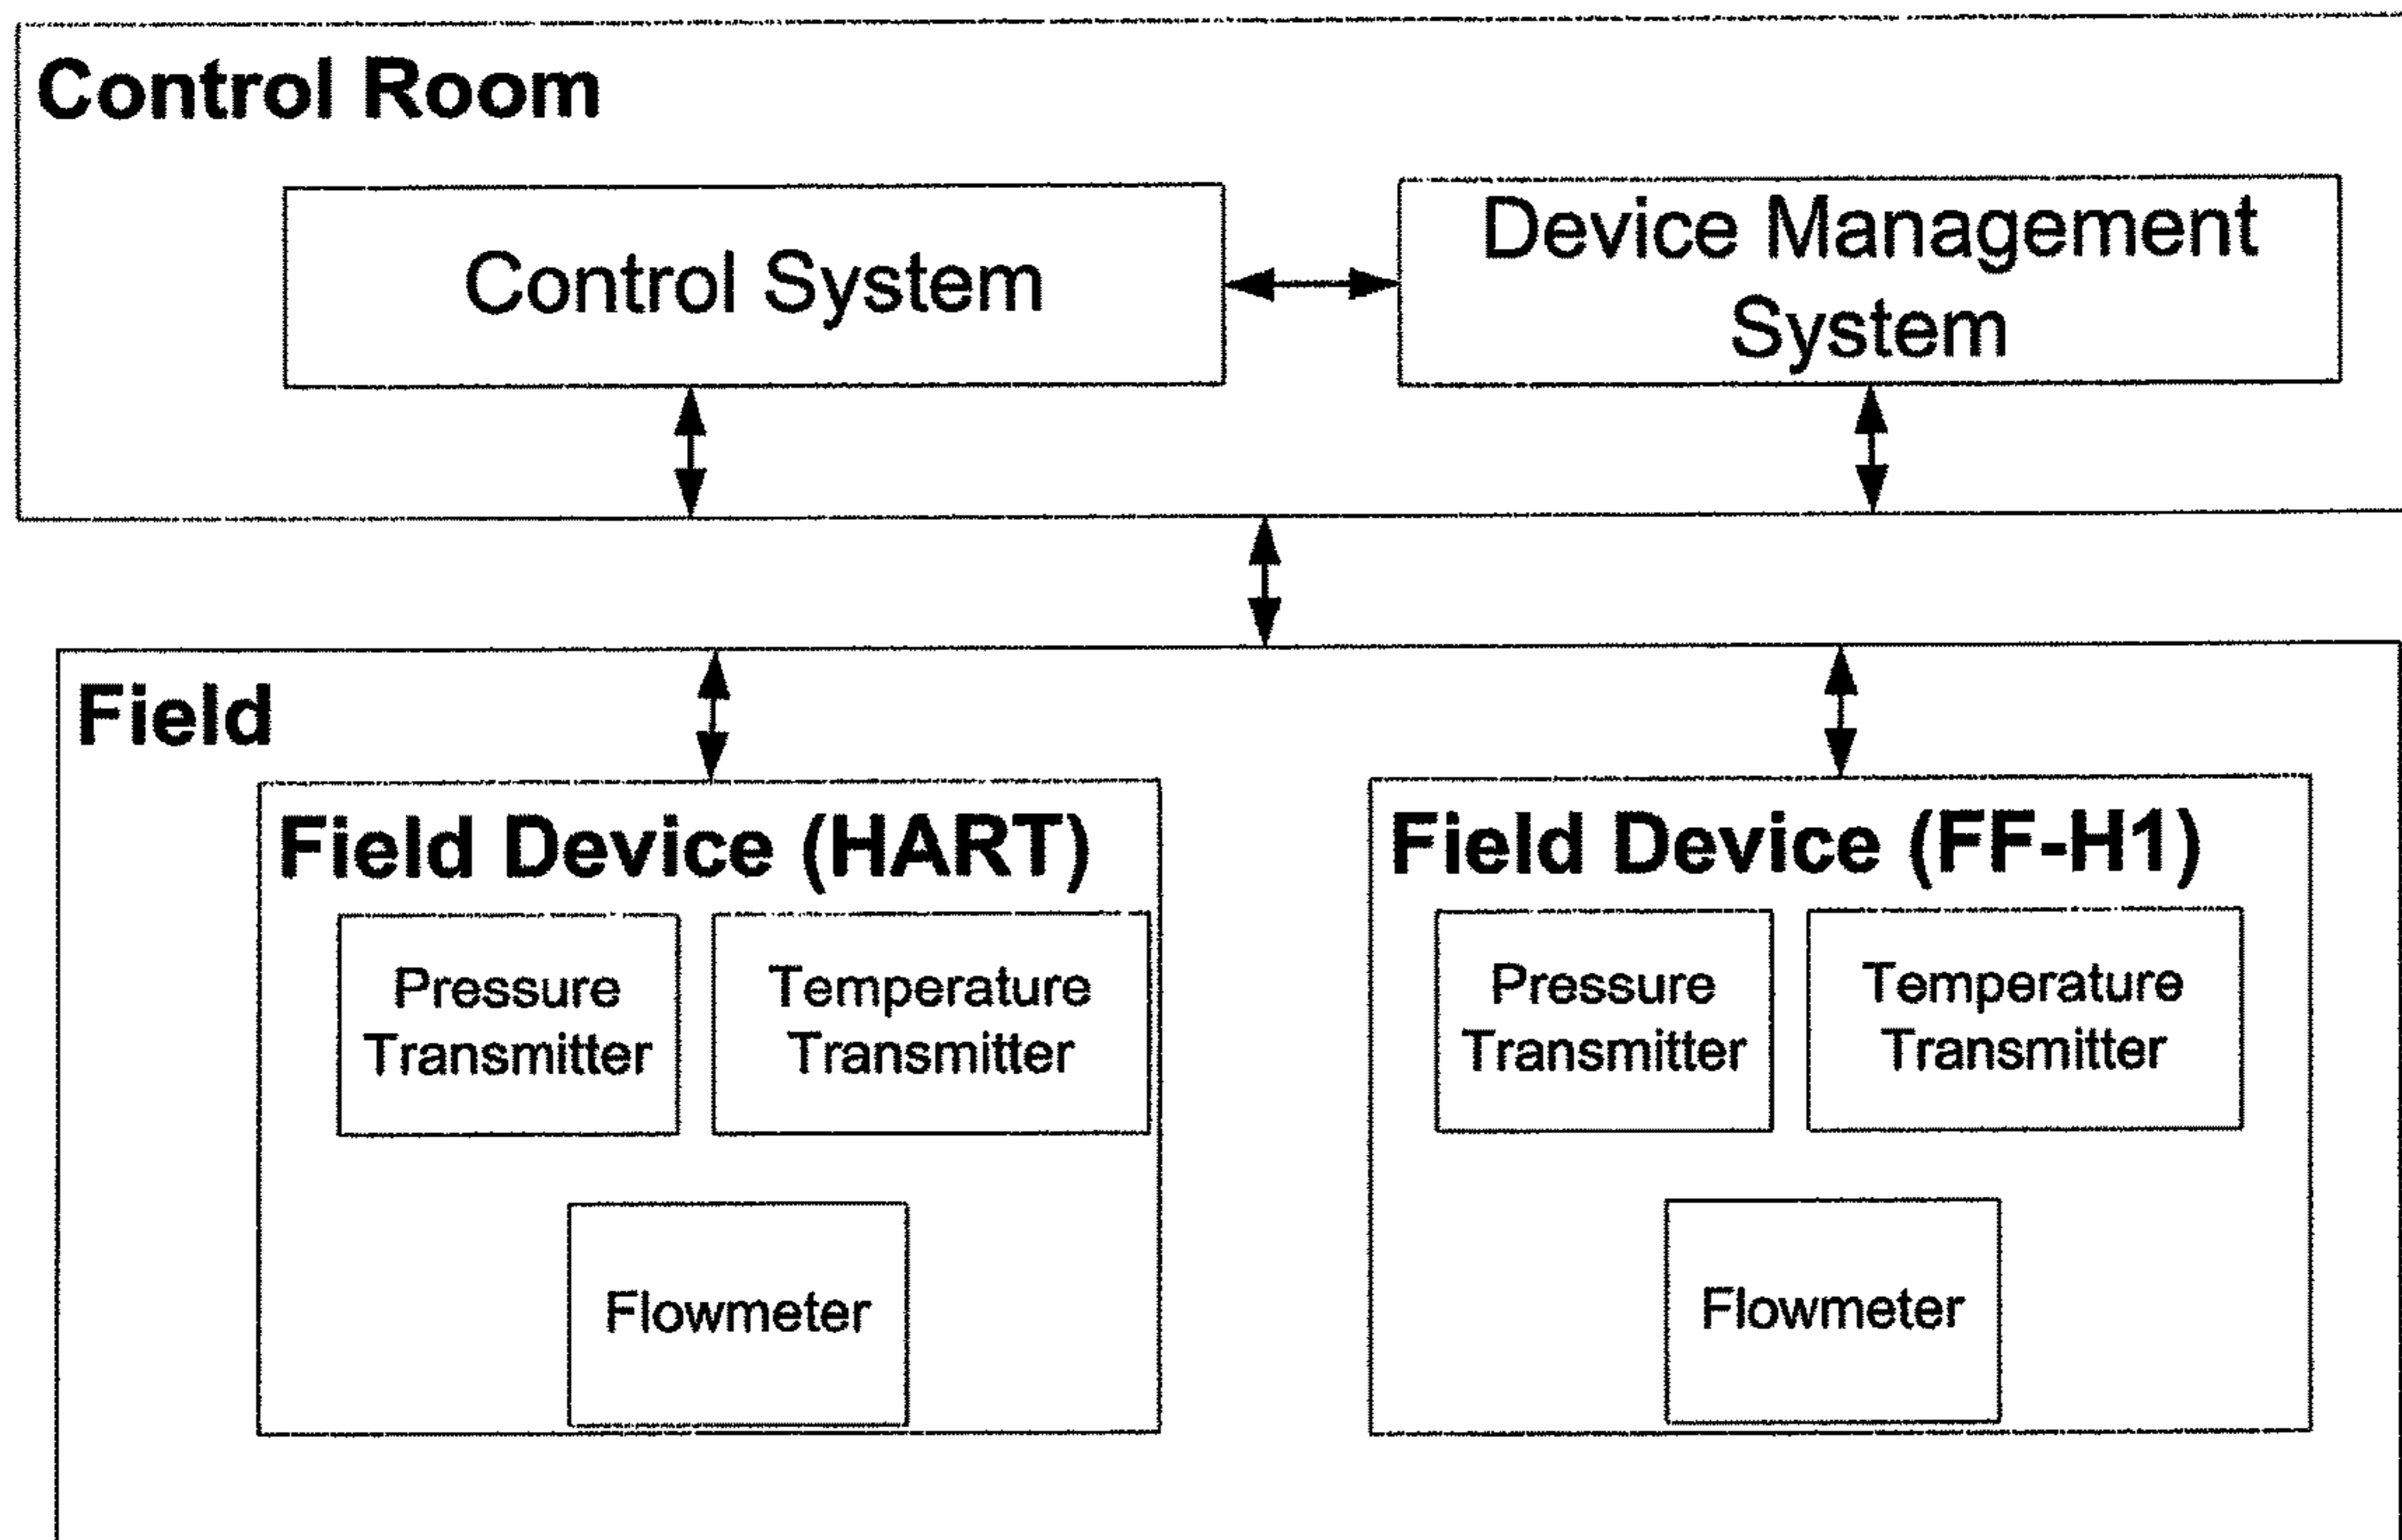 Control Room
Control System
Device Management
System
Field
Field Device (HART)
Pressure
Transmitter
Temperature
Transmitter
Flowmeter
Field Device (FF-H1)
Pressure
Transmitter
Temperature
Transmitter
Flowmeter